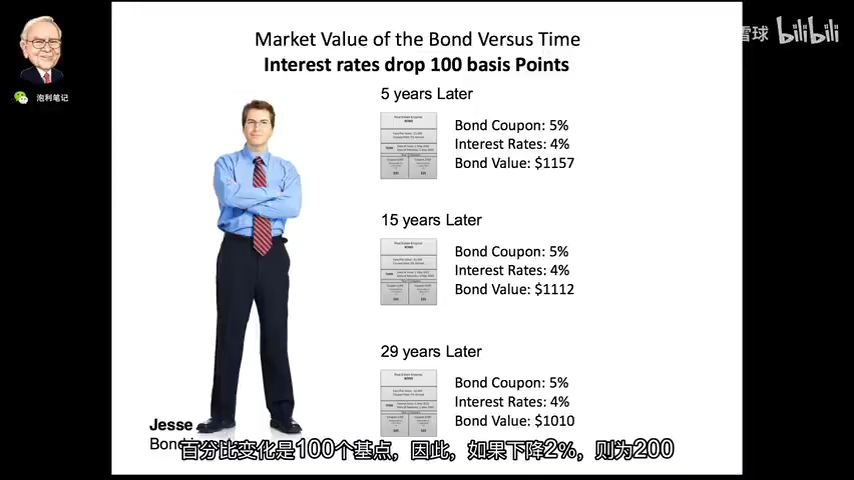 雪球 bilibili
泡利笔记
Market Value of the Bond Versus Time
Interest rates drop 100 basis Points
5 years Later
Bond Coupon: 5%
Interest Rates: 4%
Bond Value: $1157
15 years Later
Bond Coupon: 5%
Interest Rates: 4%
Bond Value: $1112
29 years Later
Bond Coupon: 5%
Interest Rates: 4%
Bond Value: $1010
Jesse
百分比变化是100个基点，因此，如果下降2%，则为200